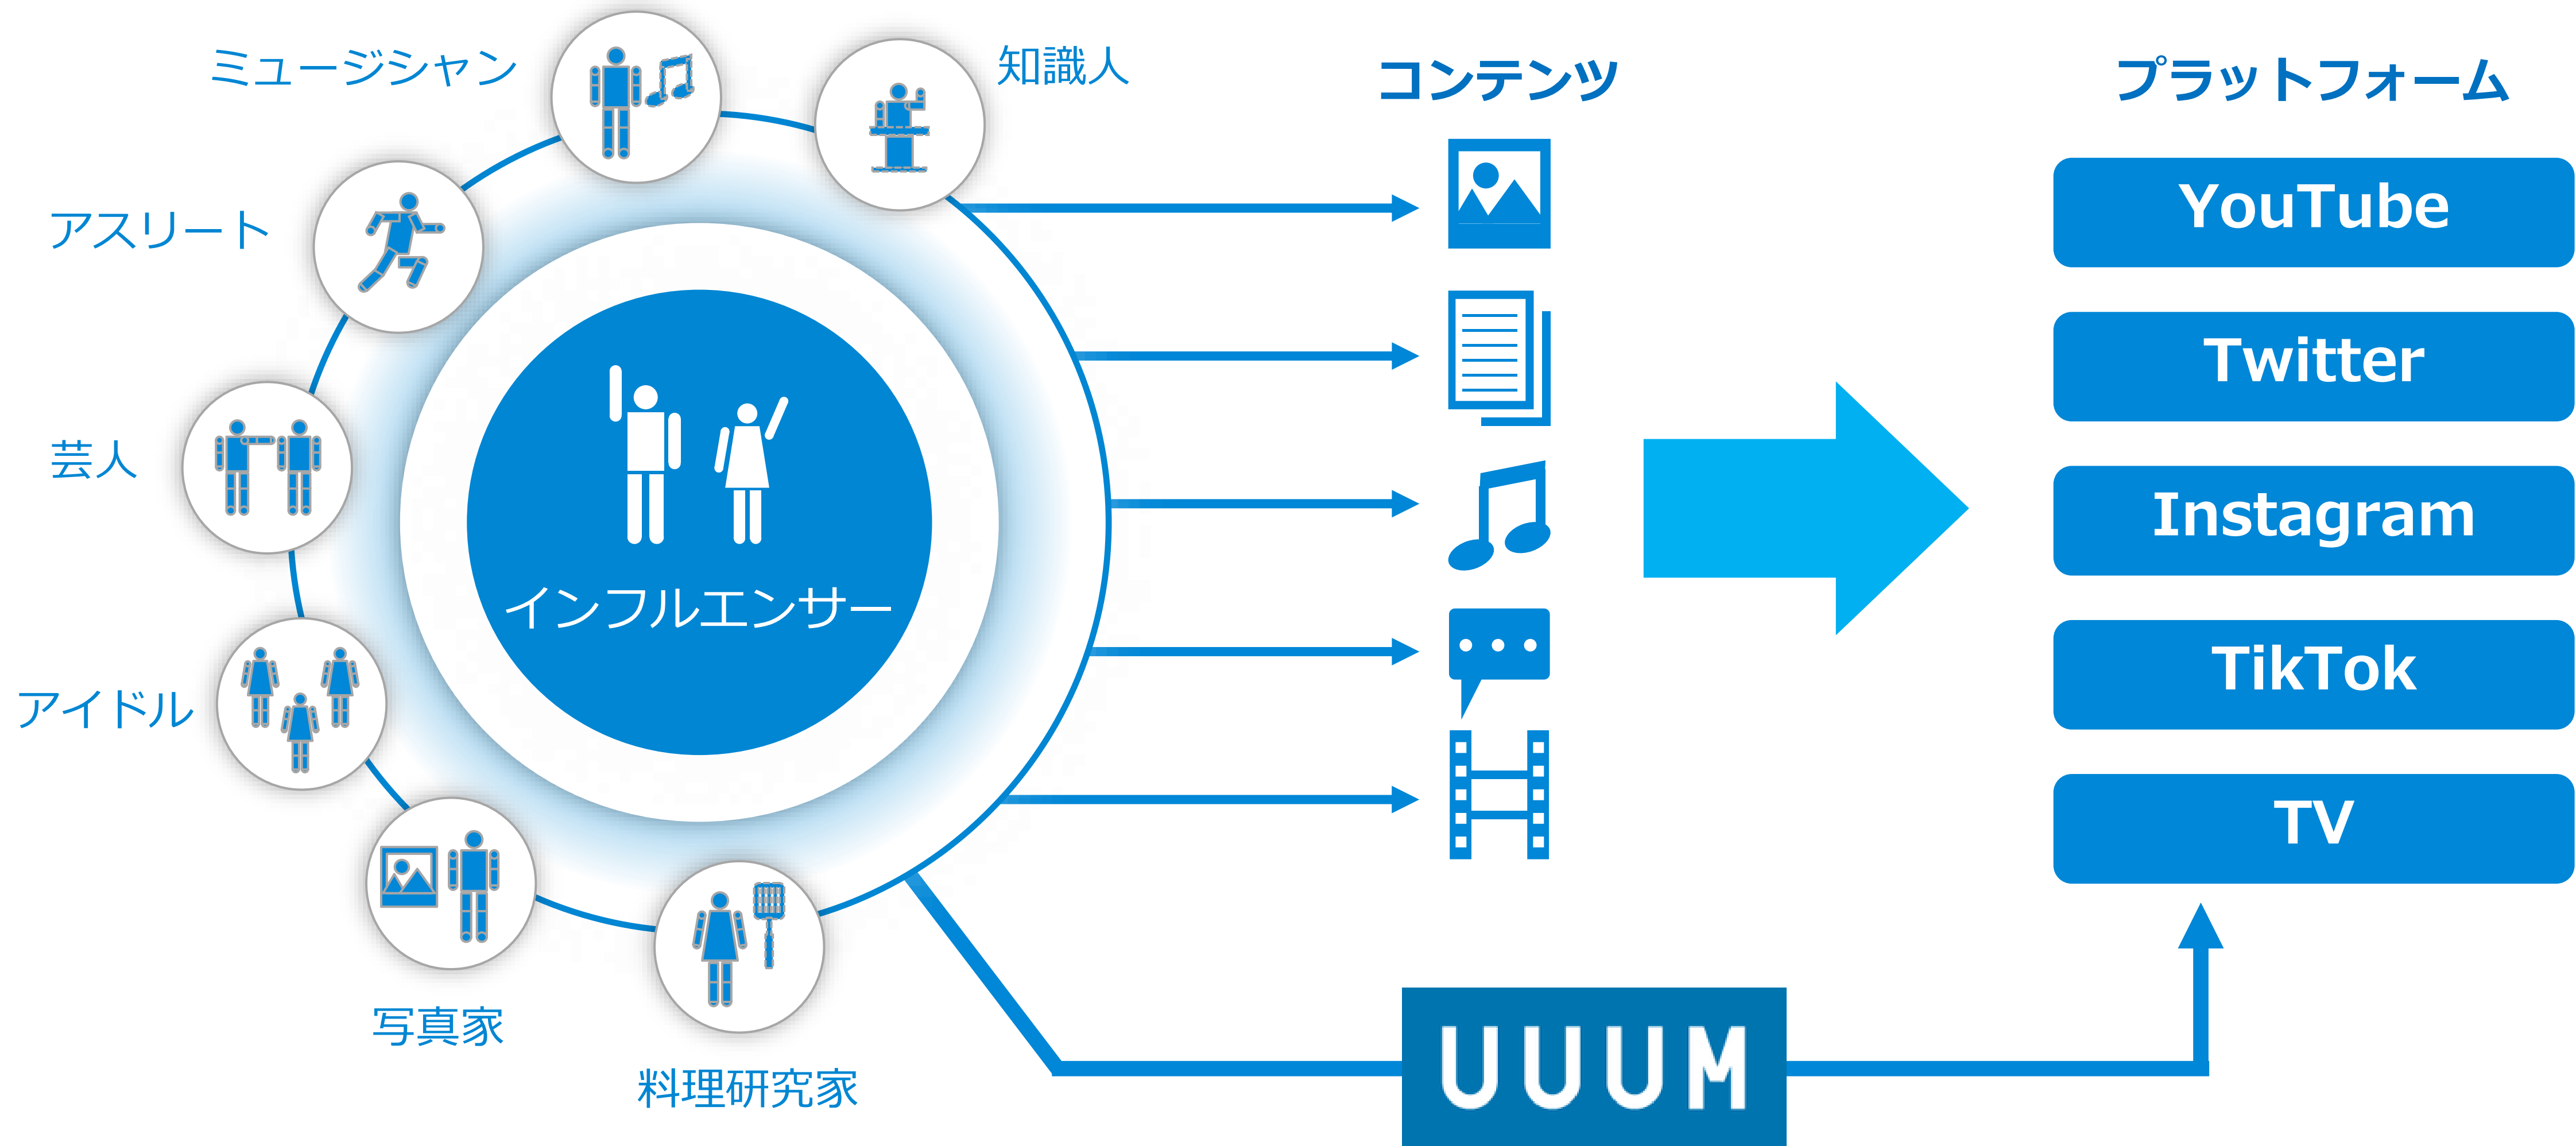 ミュージシャン
知識人
アスリート
芸人
アイドル
写真家
料理研究家
インフルエンサー
コンテンツ
プラットフォーム
YouTube
Twitter
Instagram
TikTok
TV
UUUM